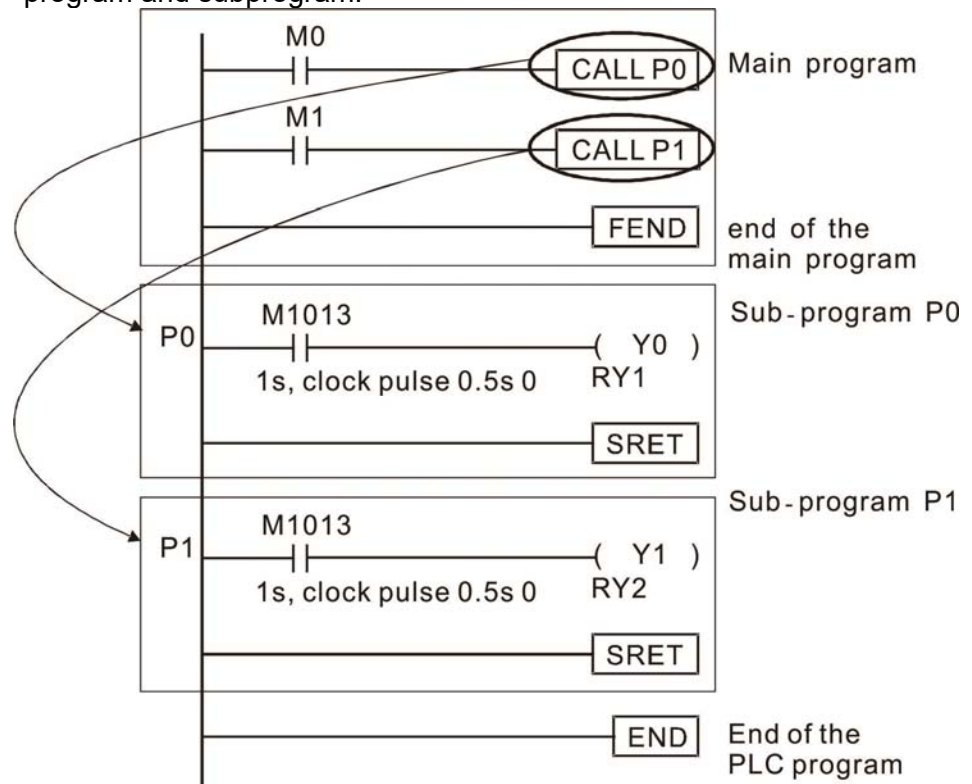 program and subprogram.
M0
CALL P0
Main program
M1
CALL P1
FEND
end of the
main program
Sub-program P0
P0
M1013
( Y0 )
1s, clock pulse 0.5s 0
RY1
SRET
Sub-program P1
P1
M1013
( Y1 )
1s, clock pulse 0.5s 0
RY2
SRET
END
End of the
PLC program